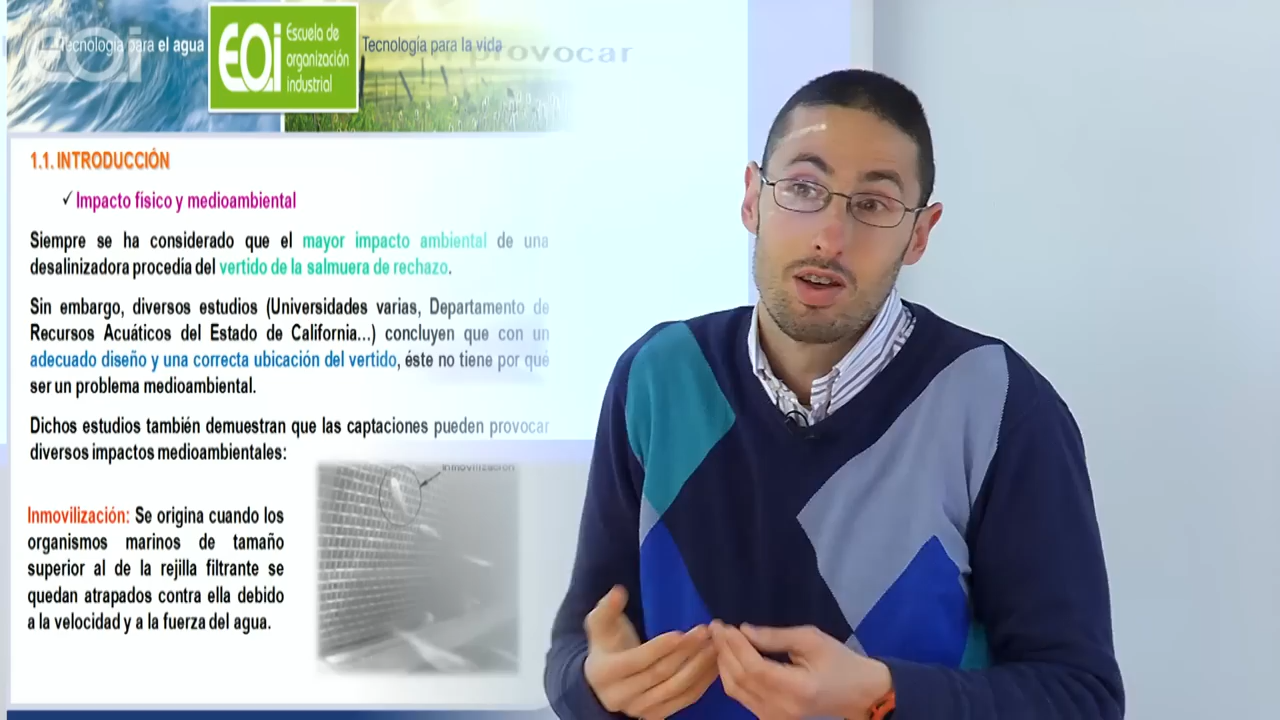 Tecnología para el agua
EOi
Escuela de
organización
industrial
Tecnología para la vida
EOi
provocar
1.1. INTRODUCCIÓN
✓ Impacto físico y medioambiental
Siempre se ha considerado que el mayor impacto ambiental de una
desalinizadora procedía del vertido de la salmuera de rechazo.
Sin embargo, diversos estudios (Universidades varias, Departamento de
Recursos Acuáticos del Estado de California...) concluyen que con un
adecuado diseño y una correcta ubicación del vertido, éste no tiene por qué
ser un problema medioambiental.
Dichos estudios también demuestran que las captaciones pueden provocar
diversos impactos medioambientales:
Inmovilización
Inmovilización: Se origina cuando los
organismos marinos de tamaño
superior al de la rejilla filtrante se
quedan atrapados contra ella debido
a la velocidad y a la fuerza del agua.